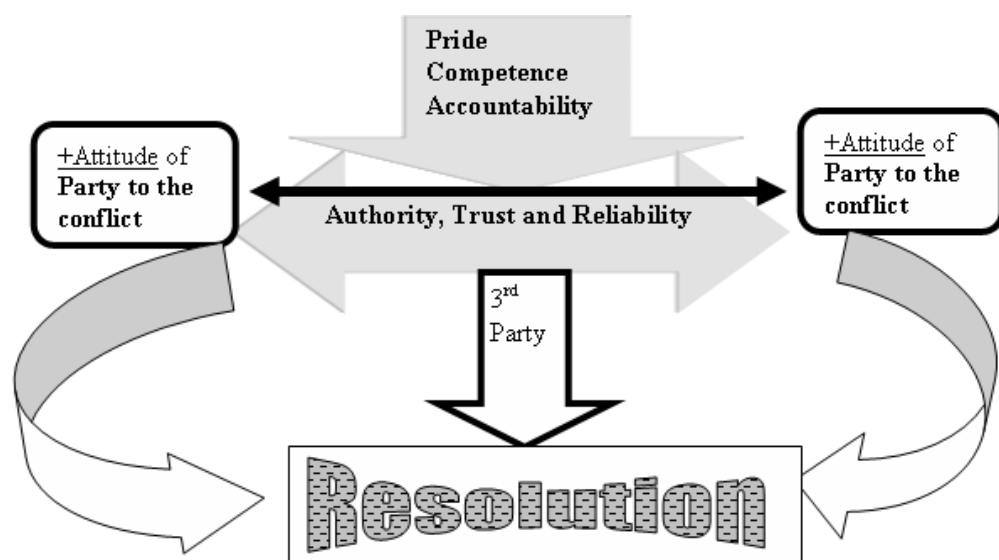 Pride
Competence
Accountability
+Attitude of
Party to the
conflict
+Attitude of
Party to the
conflict
Authority, Trust and Reliability
3rd
Party
Resolution